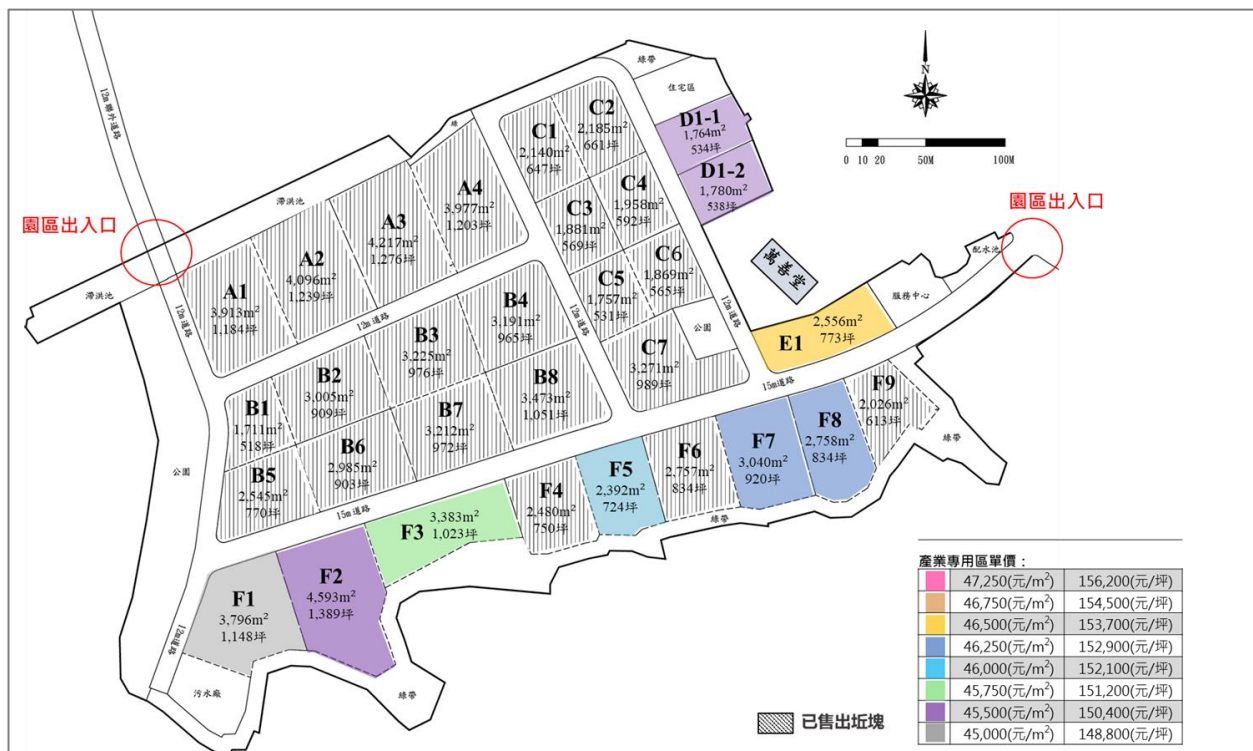 綠帶
住宅區
12m聯外道路
N
0 10 20 50M 100M
D1-1
1,764m²
534坪
D1-2
1,780m²
538坪
C2
2,185m²
661坪
C1
2,140m²
647坪
綠
A4
3,977m²
1,203坪
C4
1,958m²
592坪
C3
1,881m²
569坪
滯洪池
A3
4,217m²
1,276坪
園區出入口
園區出入口
A2
4,096m²
1,239坪
C6
1,869m²
565坪
C5
1,757m²
531坪
萬善堂
配水池
服務中心
滯洪池
A1
3,913m²
1,184坪
12m道路
12m道路
12m道路
12m道路
B4
3,191m²
965坪
公園
E1
2,556m²
773坪
B3
3,225m²
976坪
C7
3,271m²
989坪
15m道路
B2
3,005m²
909坪
B8
3,473m²
1,051坪
F9
2,026m²
613坪
B1
1,711m²
518坪
B7
3,212m²
972坪
F8
2,758m²
834坪
綠帶
公園
B6
2,985m²
903坪
F7
3,040m²
920坪
B5
2,545m²
770坪
F6
2,757m²
834坪
F5
2,392m²
724坪
F4
2,480m²
750坪
綠帶
15m道路
F3
3,383m²
1,023坪
F2
4,593m²
1,389坪
F1
3,796m²
1,148坪
12m道路
污水廠
綠帶
已售出坵塊
產業專用區單價：
47,250(元/m²) 156,200(元/坪)
46,750(元/m²) 154,500(元/坪)
46,500(元/m²) 153,700(元/坪)
46,250(元/m²) 152,900(元/坪)
46,000(元/m²) 152,100(元/坪)
45,750(元/m²) 151,200(元/坪)
45,500(元/m²) 150,400(元/坪)
45,000(元/m²) 148,800(元/坪)